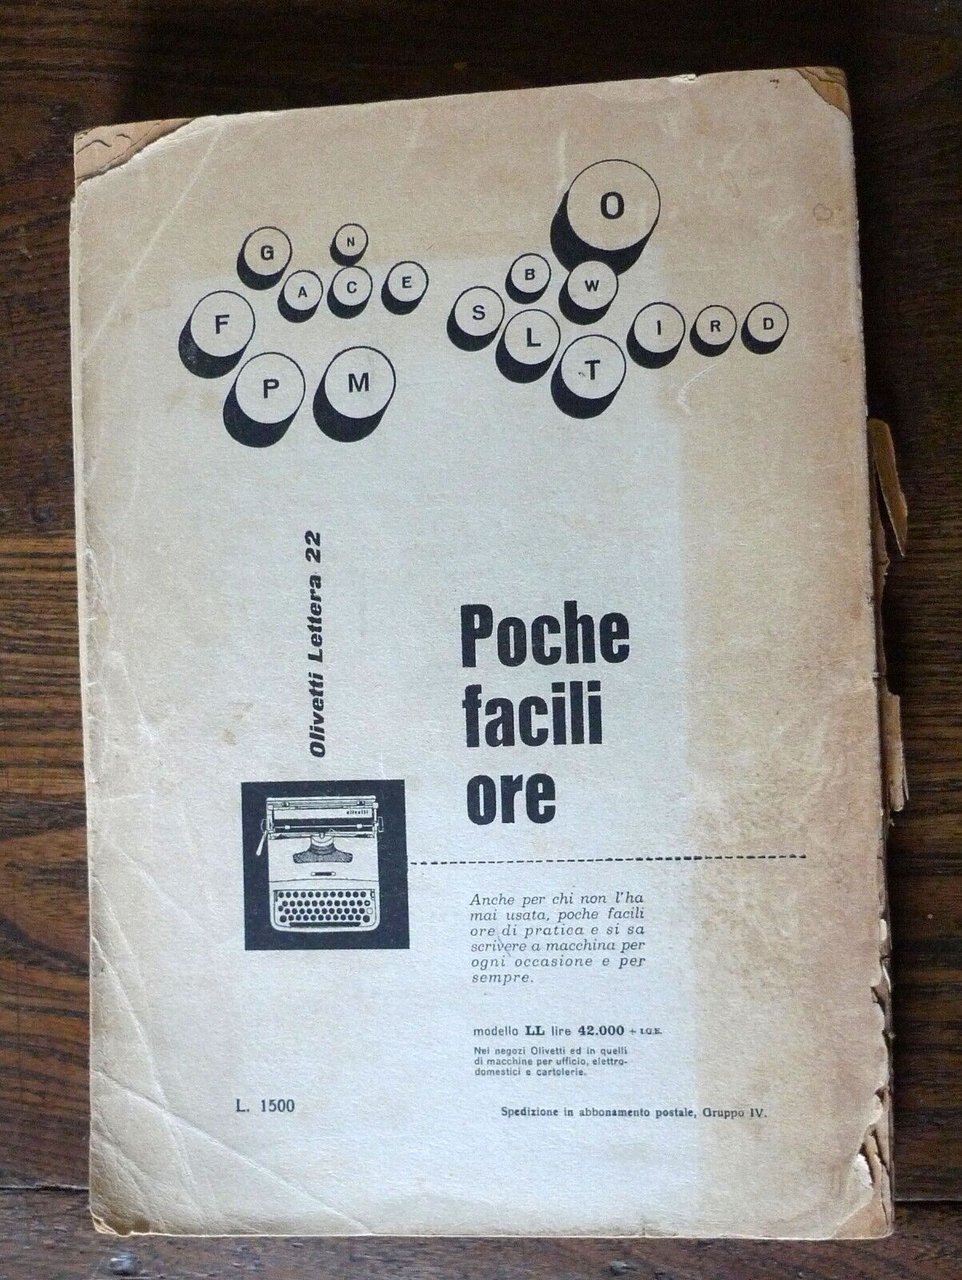 O
G N
A C E
B W
F
S L T I R D
P M
Olivetti Lettera 22
Poche
facili
ore
olivetti
Anche per chi non l'ha
mai usata, poche facili
ore di pratica e si sa
scrivere a macchina per
ogni occasione e per
sempre.
modello LL lire 42.000 + I.G.E.
Nei negozi Olivetti ed in quelli
di macchine per ufficio, elettro-
domestici e cartolerie.
L. 1500
Spedizione in abbonamento postale, Gruppo IV.